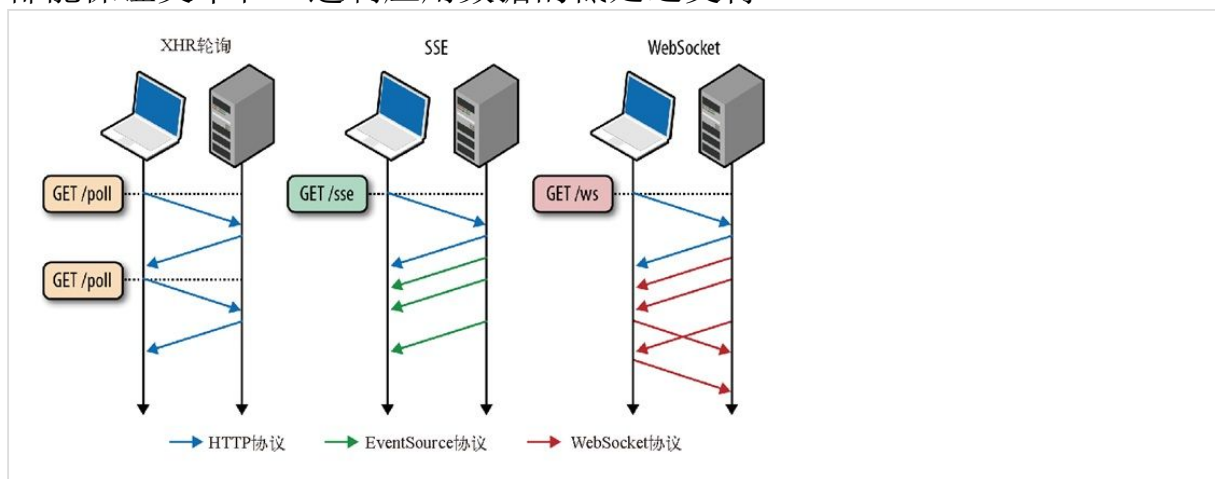 XHR轮询 SSE WebSocket
GET /poll GET /sse GET /ws
GET /poll
HTTP协议 EventSource协议 WebSocket协议